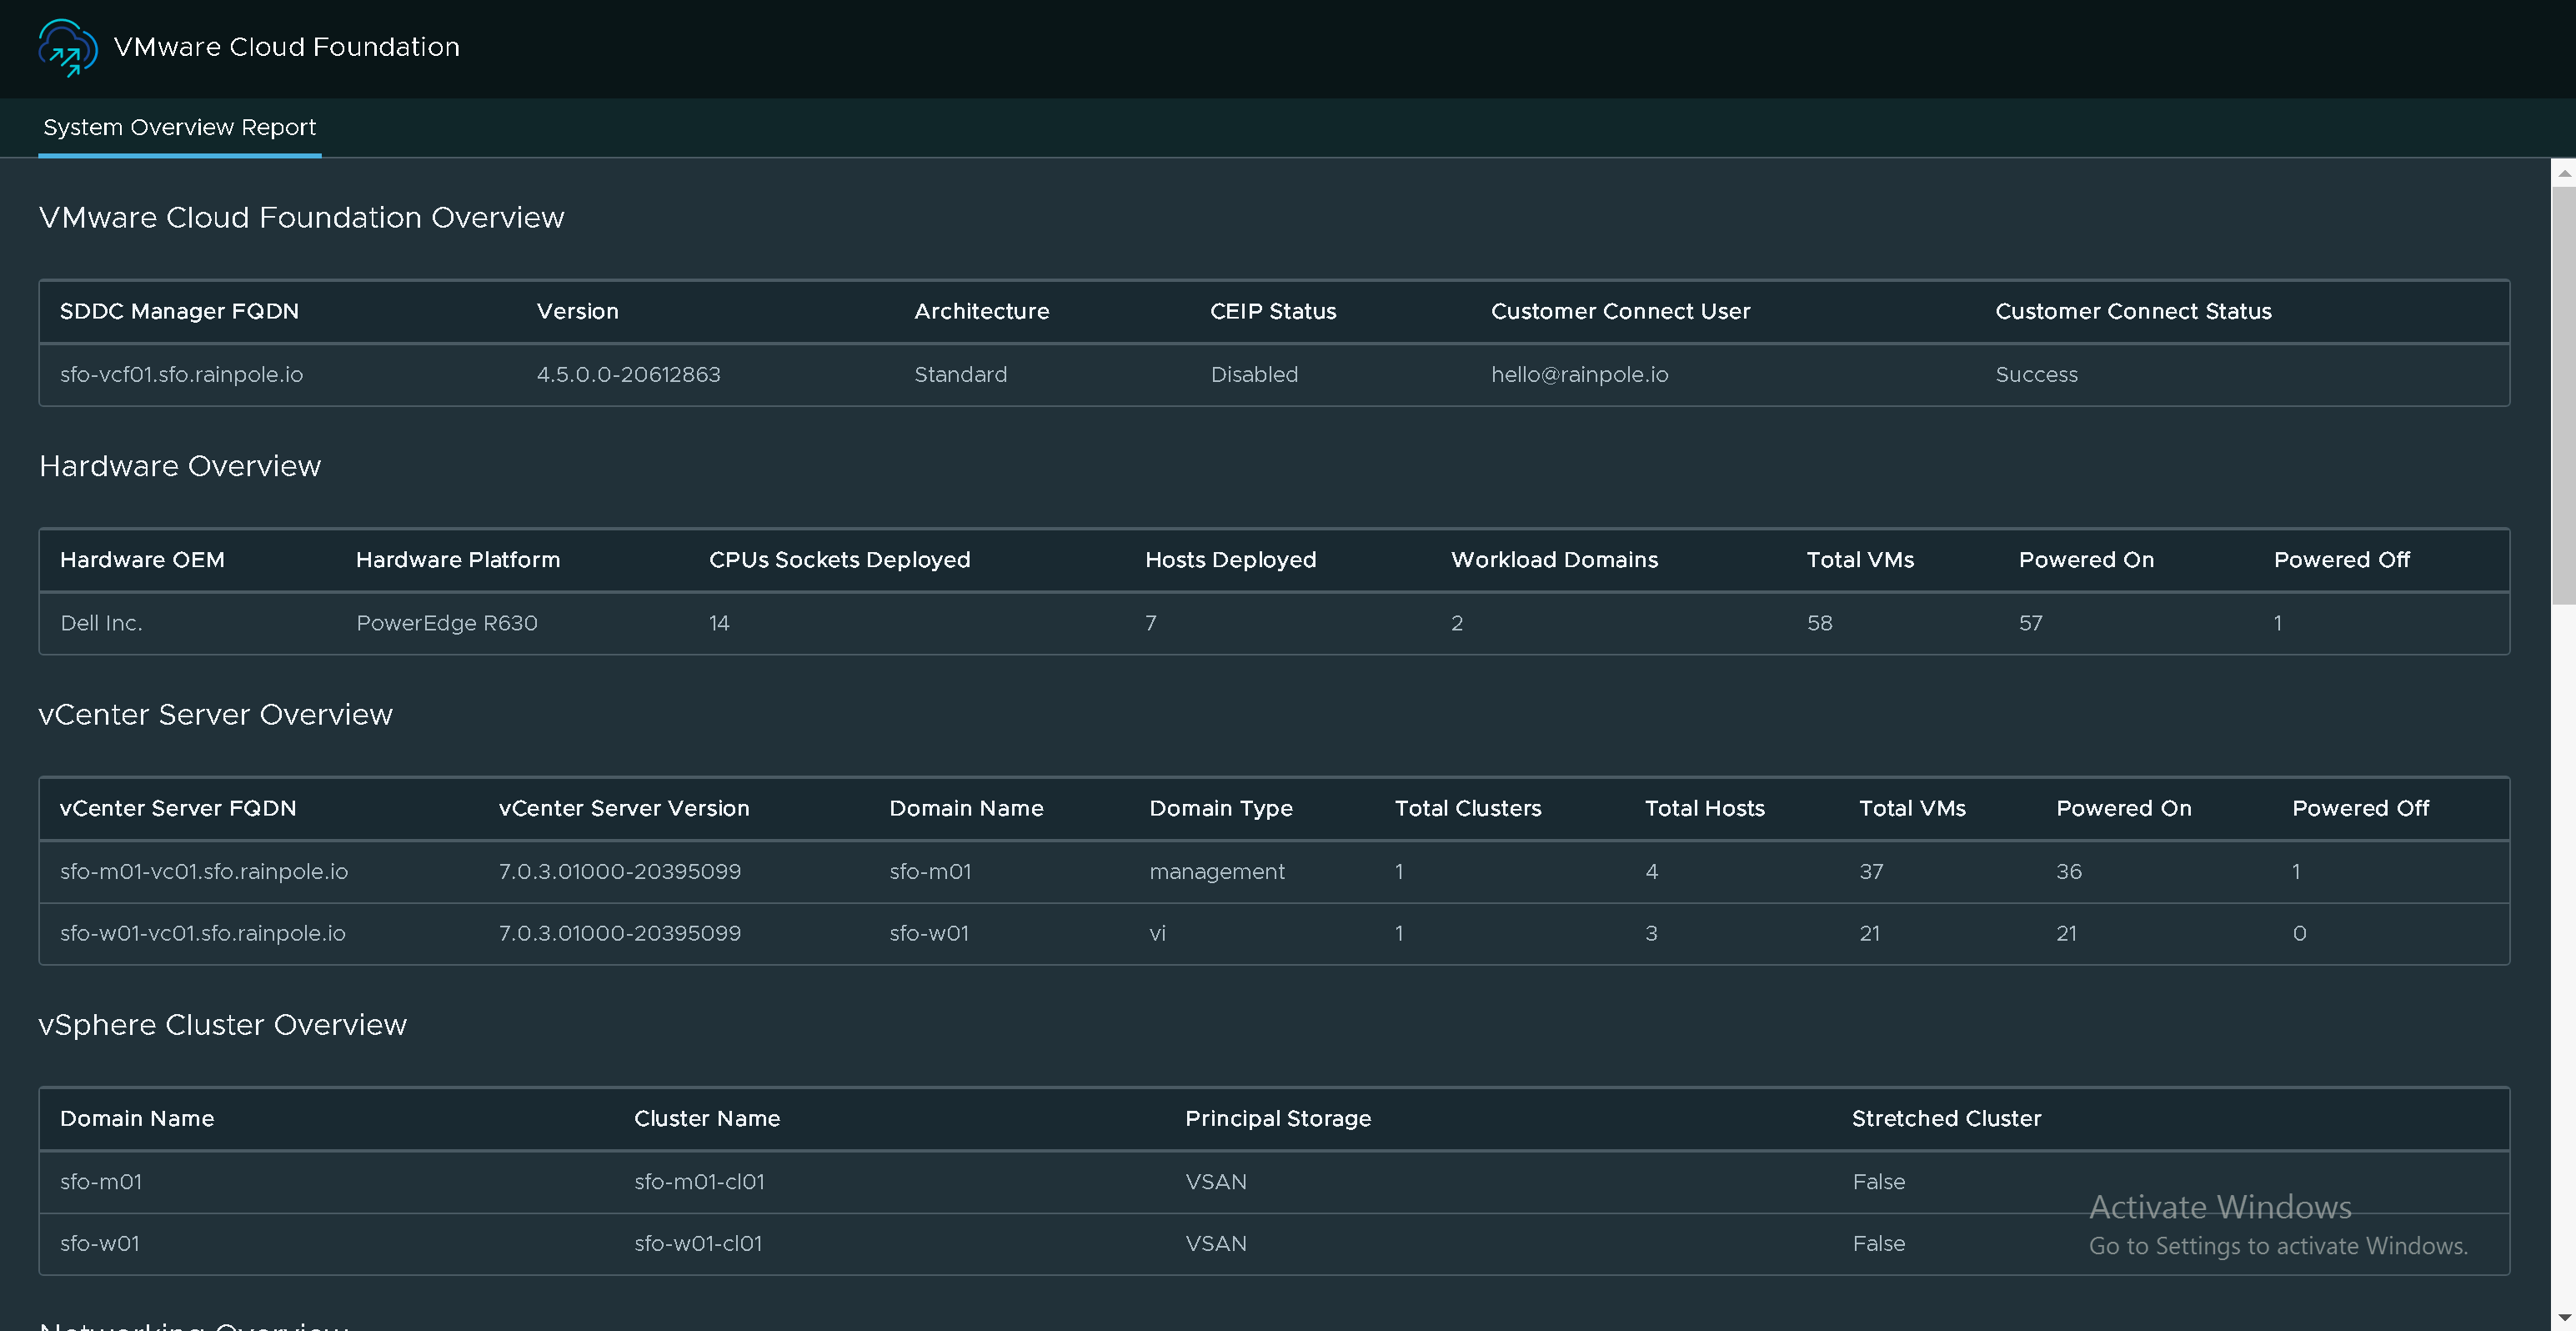 VMware Cloud Foundation
System Overview Report
VMware Cloud Foundation Overview
SDDC Manager FQDN Version Architecture CEIP Status Customer Connect User Customer Connect Status
sfo-vcf01.sfo.rainpole.io 4.5.0.0-20612863 Standard Disabled hello@rainpole.io Success
Hardware Overview
Hardware OEM Hardware Platform CPUs Sockets Deployed Hosts Deployed Workload Domains Total VMs Powered On Powered Off
Dell Inc. PowerEdge R630 14 7 2 58 57 1
vCenter Server Overview
vCenter Server FQDN vCenter Server Version Domain Name Domain Type Total Clusters Total Hosts Total VMs Powered On Powered Off
sfo-m01-vc01.sfo.rainpole.io 7.0.3.01000-20395099 sfo-m01 management 1 4 37 36 1
sfo-w01-vc01.sfo.rainpole.io 7.0.3.01000-20395099 sfo-w01 vi 1 3 21 21 0
vSphere Cluster Overview
Domain Name Cluster Name Principal Storage Stretched Cluster
sfo-m01 sfo-m01-cl01 VSAN False
sfo-w01 sfo-w01-cl01 VSAN False
Activate Windows
Go to Settings to activate Windows.
Networking Overview